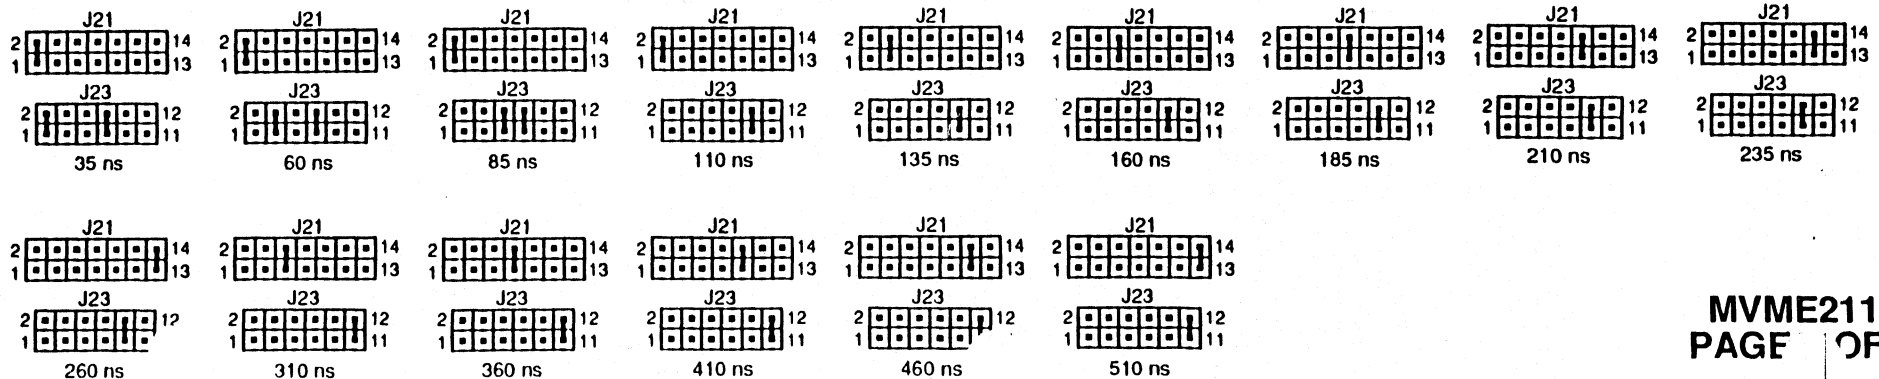 J21 J21 J21 J21 J21 J21 J21 J21 J21
2 14 2 14 2 14 2 14 2 14 2 14 2 14 2 14 2 14
1 13 1 13 1 13 1 13 1 13 1 13 1 13 1 13 1 13
J23 J23 J23 J23 J23 J23 J23 J23 J23
2 12 2 12 2 12 2 12 2 12 2 12 2 12 2 12 2 12
1 11 1 11 1 11 1 11 1 11 1 11 1 11 1 11 1 11
35 ns 60 ns 85 ns 110 ns 135 ns 160 ns 185 ns 210 ns 235 ns
J21 J21 J21 J21 J21 J21
2 14 2 14 2 14 2 14 2 14 2 14
1 13 1 13 1 13 1 13 1 13 1 13
J23 J23 J23 J23 J23 J23
2 12 2 12 2 12 2 12 2 12 2 12
1 1 11 1 11 1 11 1 1 11
260 ns 310 ns 360 ns 410 ns 460 ns 510 ns
MVME211
PAGE OF